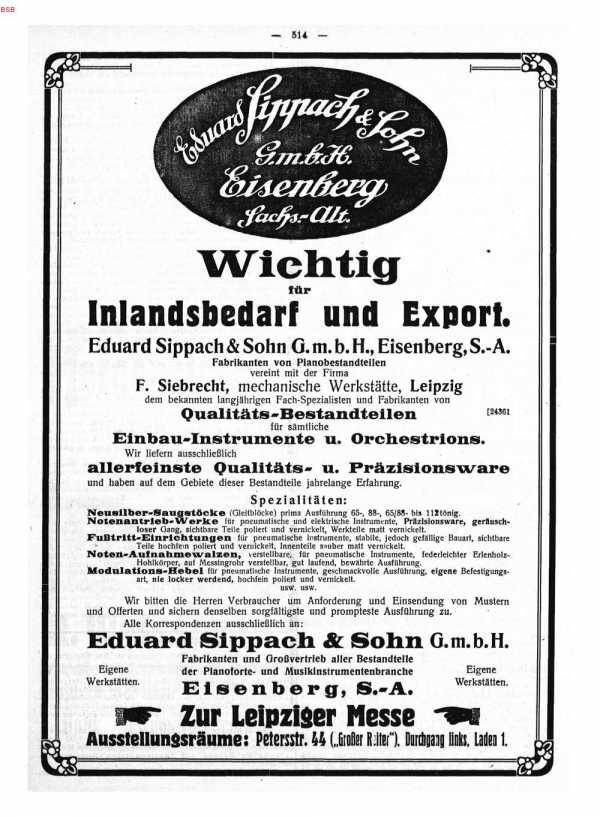 BSB
— 514 —
Eduard Sippach & Sohn
G.m.b.H.
Eisenberg
Sachs.-Alt.
Wichtig
für
Inlandsbedarf und Export.
Eduard Sippach & Sohn G. m. b. H., Eisenberg, S.-A.
Fabrikanten von Pianobestandteilen
vereint mit der Firma
F. Siebrecht, mechanische Werkstätte, Leipzig
dem bekannten langjährigen Fach-Spezialisten und Fabrikanten von
Qualitäts-Bestandteilen [24361
für sämtliche
Einbau-Instrumente u. Orchestrions.
Wir liefern ausschließlich
allerfeinste Qualitäts- u. Präzisionsware
und haben auf dem Gebiete dieser Bestandteile jahrelange Erfahrung.
Spezialitäten:
Neusilber-Saugstöcke (Gleitblöcke) prima Ausführung 65-, 88-, 65/88- bis 112tönig.
Notenantrieb-Werke für pneumatische und elektrische Instrumente, Präzisionsware, geräusch-
loser Gang, sichtbare Teile poliert und vernickelt, Werkteile matt vernickelt.
Fußtritt-Einrichtungen für pneumatische Instrumente, stabile, jedoch gefällige Bauart, sichtbare
Teile hochfein poliert und vernickelt, Innenteile sauber matt vernickelt.
Noten-Aufnahmewalzen, verstellbare, für pneumatische Instrumente, federleichter Erlenholz-
Hohlkörper, auf Messingrohr verstellbar, gut laufend, bewährte Ausführung.
Modulations-Hebel für pneumatische Instrumente, geschmackvolle Ausführung, eigene Befestigungs-
art, nie locker werdend, hochfein poliert und vernickelt.
usw. usw.
Wir bitten die Herren Verbraucher um Anforderung und Einsendung von Mustern
und Offerten und sichern denselben sorgfältigste und prompteste Ausführung zu.
Alle Korrespondenzen ausschließlich an:
Eduard Sippach & Sohn G. m. b. H.
Fabrikanten und Großvertrieb aller Bestandteile
der Pianoforte- und Musikinstrumentenbranche
Eigene
Werkstätten.
Eisenberg, S.-A.
Eigene
Werkstätten.
Zur Leipziger Messe
Ausstellungsräume: Petersstr. 44 („Großer Reiter“), Durchgang links, Laden 1.